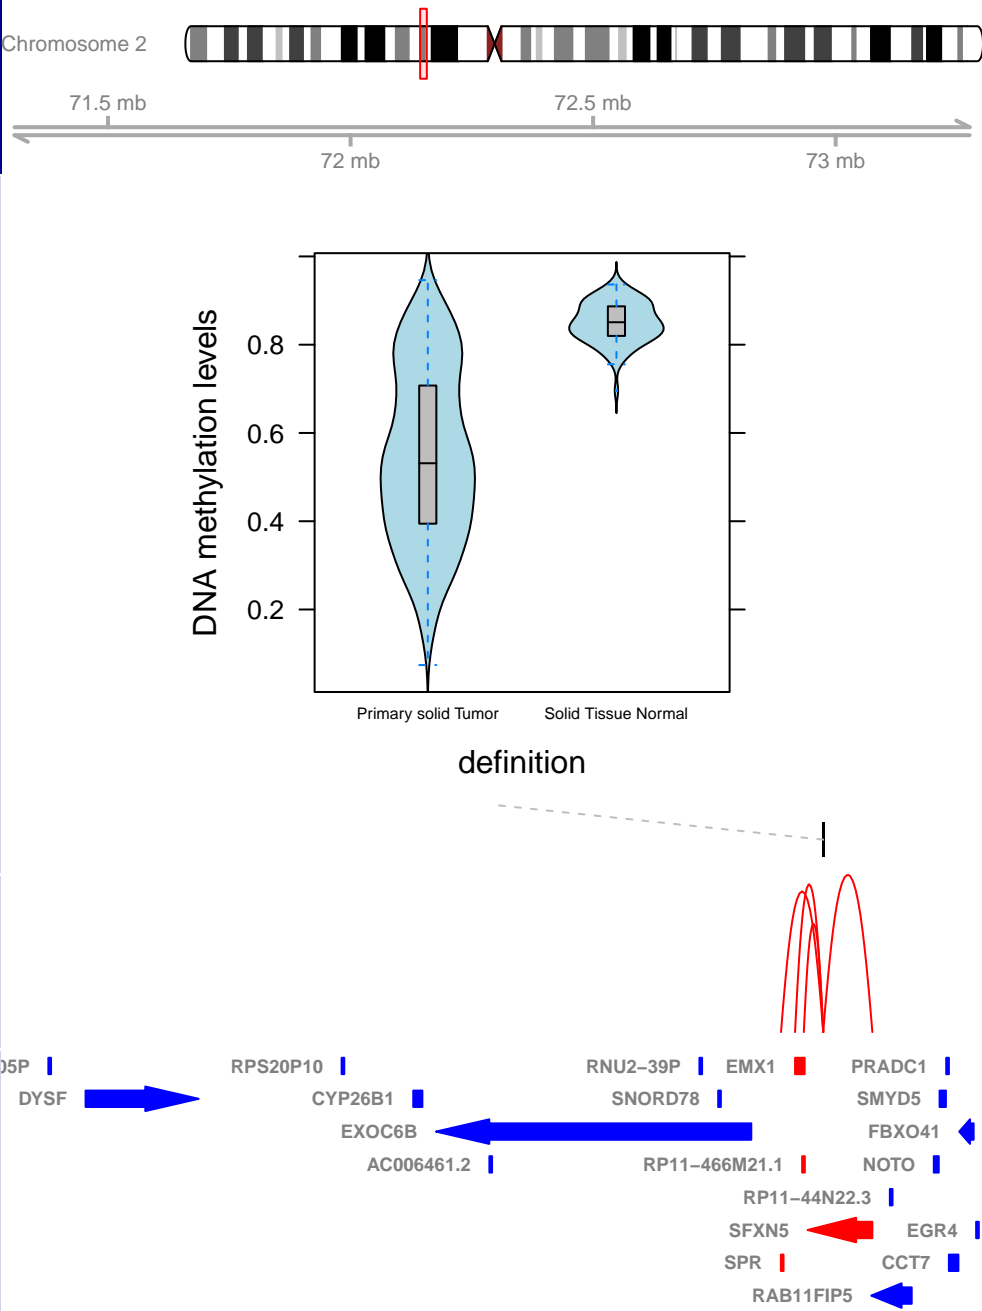 Chromosome 2
71.5 mb
72.5 mb
72 mb
73 mb
DNA methylation levels
0.8
0.6
0.4
0.2
Primary solid Tumor
Solid Tissue Normal
definition
05P
RPS20P10
RNU2−39P
EMX1
PRADC1
DYSF
CYP26B1
SNORD78
SMYD5
EXOC6B
FBXO41
AC006461.2
RP11−466M21.1
NOTO
RP11−44N22.3
SFXN5
EGR4
SPR
CCT7
RAB11FIP5